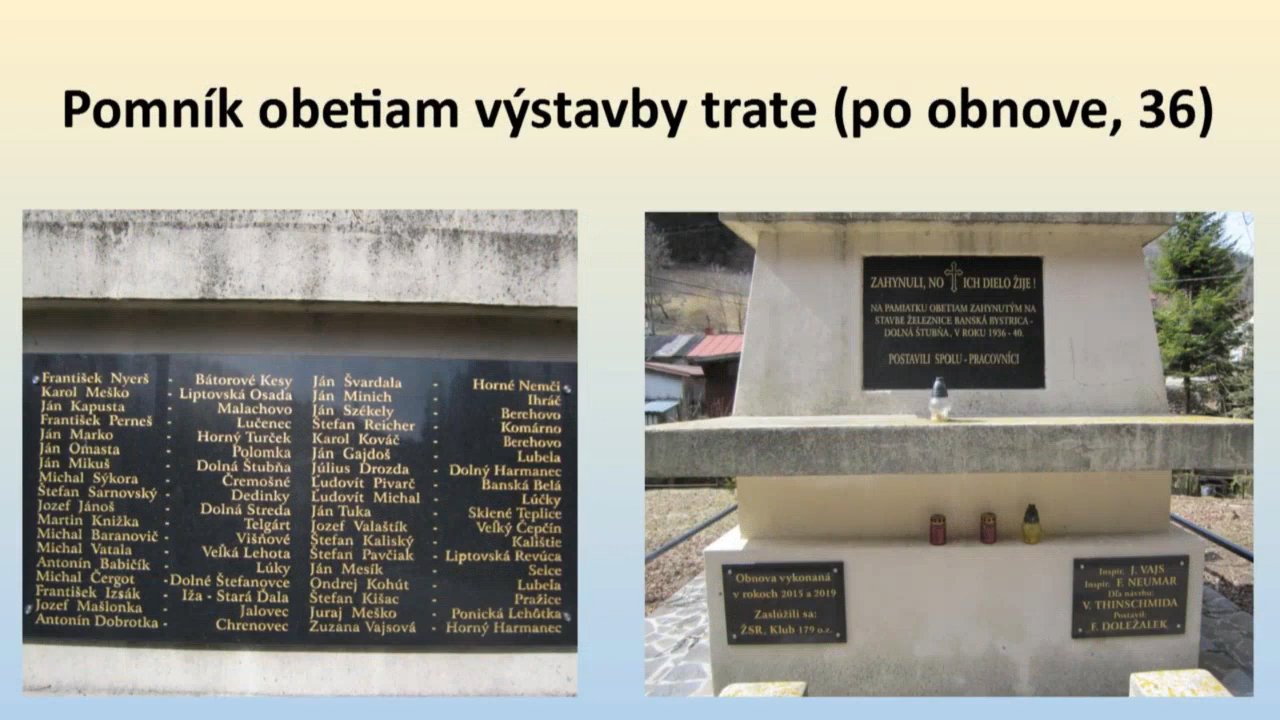 Pomník obetiam výstavby trate (po obnove, 36)
František Nyerš - Bátorové Kesy
Karol Meško - Liptovská Osada
Ján Kapusta - Malachovo
František Perneš - Lučenec
Ján Marko - Horný Turček
Ján Omasta - Polomka
Ján Mikuš - Dolná Štubňa
Michal Sýkora - Čremošné
Štefan Šarnovský - Dedinky
Jozef Jánoš - Dolná Streda
Martin Knižka - Telgárt
Michal Baranovič - Višňové
Michal Vatala - Veľká Lehota
Antonín Babičík - Lúky
Michal Čergot - Dolné Štefanovce
František Izsák - Iža - Stará Ďala
Jozef Mašlonka - Jalovec
Antonín Dobrotka - Chrenovec
Ján Švardala - Horné Nemči
Ján Minich - Ihráč
Ján Székely - Berehovo
Štefan Reicher - Komárno
Karol Kováč - Berehovo
Ján Gajdoš - Lubela
Július Drozda - Dolný Harmanec
Ľudovít Pivarč - Banská Belá
Ľudovít Michal - Lúčky
Ján Tuka - Sklené Teplice
Jozef Valaštík - Veľký Čepčín
Štefan Kaliský - Kalištie
Štefan Pavčiak - Liptovská Revúca
Ján Mesík - Selce
Ondrej Kohút - Lubeľa
Štefan Kišac - Pražice
Juraj Meško - Ponická Lehôtka
Zuzana Vajsová - Horný Harmanec
ZAHYNULI, NO ICH DIELO ŽIJE !
NA PAMIATKU OBETIAM ZAHYNUTÝM NA
STAVBE ŽELEZNICE BANSKÁ BYSTRICA -
DOLNÁ ŠTUBŇA, V ROKU 1936 - 40.
POSTAVILI SPOLU - PRACOVNÍCI
Obnova vykonaná
v rokoch 2015 a 2019
Zaslúžili sa:
ŽSR, Klub 179 o.z.
Inšpir. J. VAJS
Inšpir. F. NEUMAR
Dľa návrhu:
V. THINSCHMIDA
Postavil:
F. DOLEŽALEK